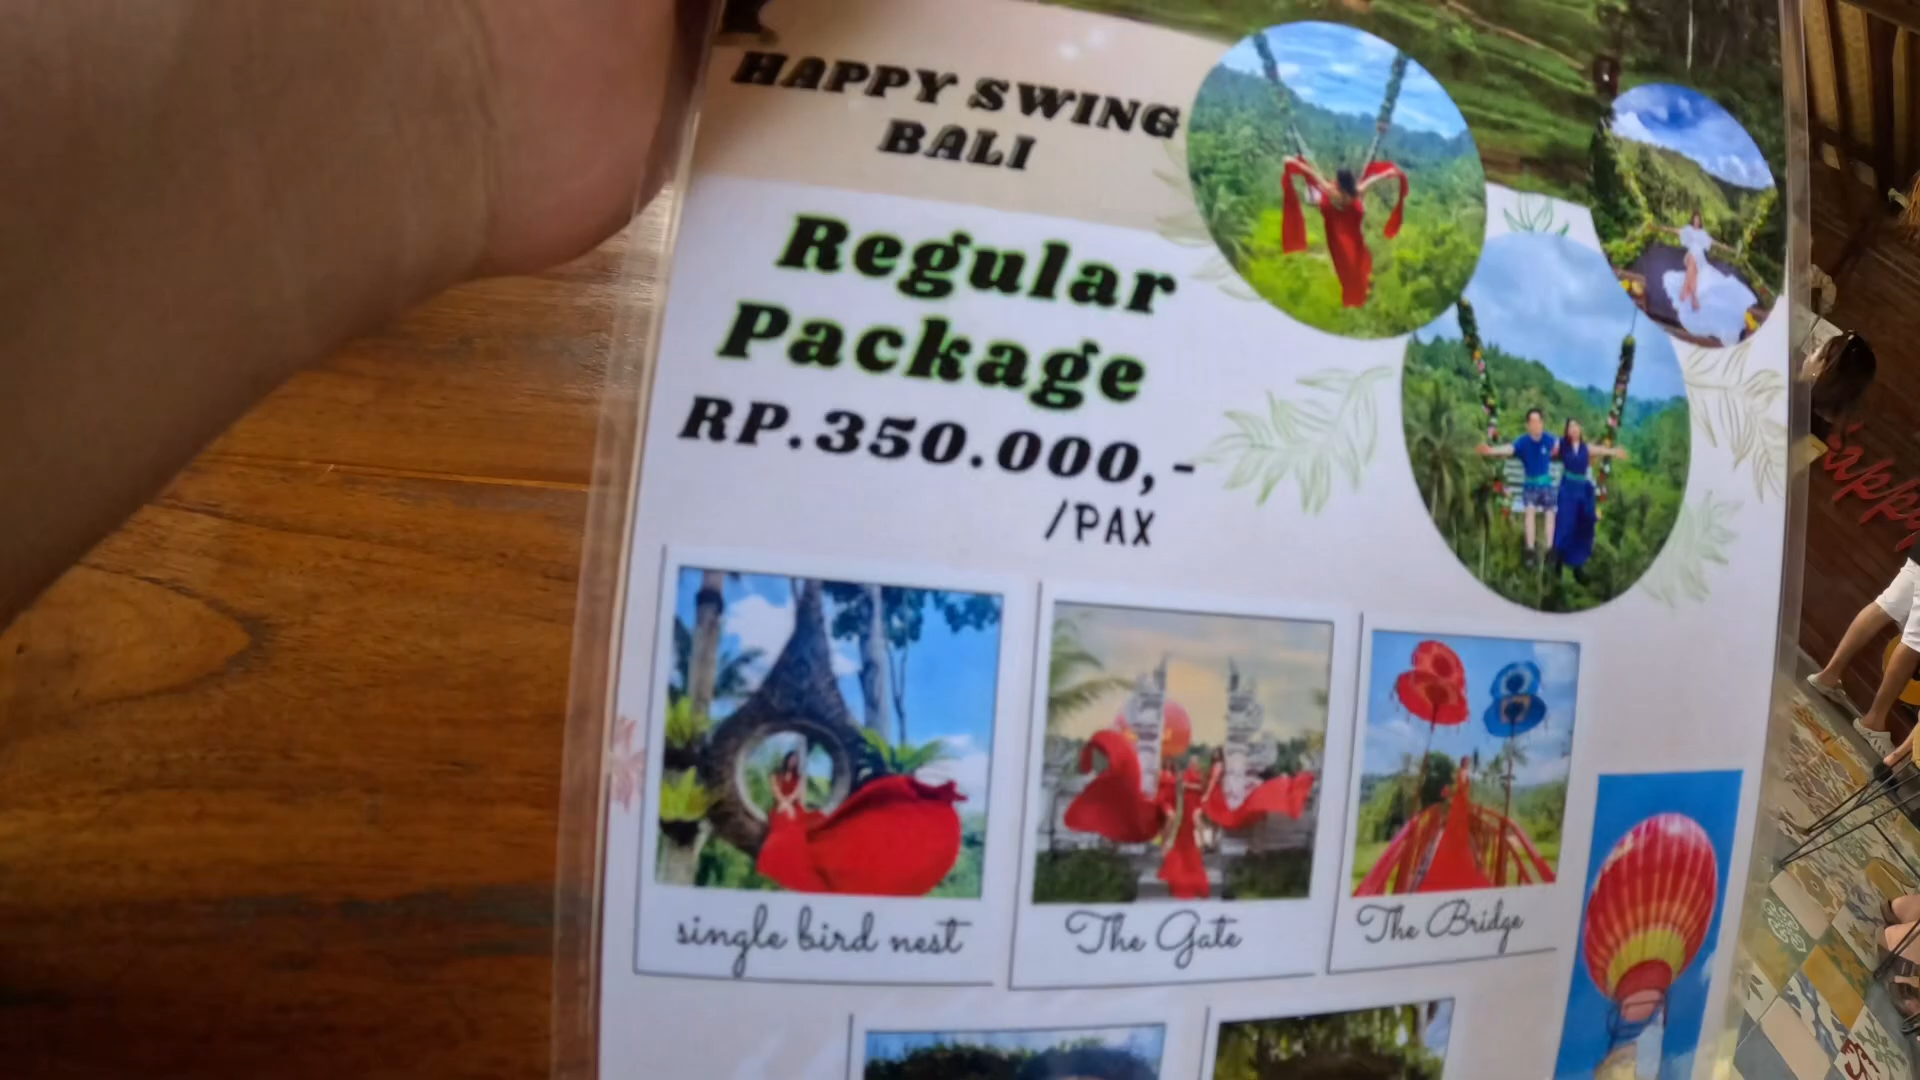 HAPPY SWING
BALI
Regular
Package
RP.350.000,-
/PAX
single bird nest
The Gate
The Bridge